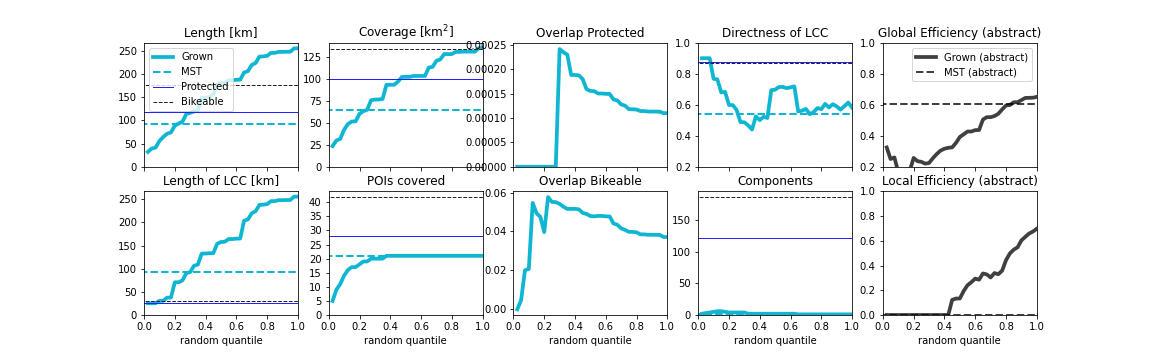 Length [km]
Coverage [km²]
Overlap Protected
Directness of LCC
Global Efficiency (abstract)
250
200
150
100
50
0
Grown
MST
Protected
Bikeable
125
100
75
50
25
0
0.00025
0.00020
0.00015
0.00010
0.00005
0.00000
1.0
0.8
0.6
0.4
0.2
1.0
0.8
0.6
0.4
0.2
Grown (abstract)
MST (abstract)
Length of LCC [km]
POIs covered
Overlap Bikeable
Components
Local Efficiency (abstract)
250
200
150
100
50
0
40
35
30
25
20
15
10
5
0
0.06
0.04
0.02
0.00
150
100
50
0
1.0
0.8
0.6
0.4
0.2
0.0
0.0 0.2 0.4 0.6 0.8 1.0
0.0 0.2 0.4 0.6 0.8 1.0
0.0 0.2 0.4 0.6 0.8 1.0
0.0 0.2 0.4 0.6 0.8 1.0
0.0 0.2 0.4 0.6 0.8 1.0
random quantile
random quantile
random quantile
random quantile
random quantile